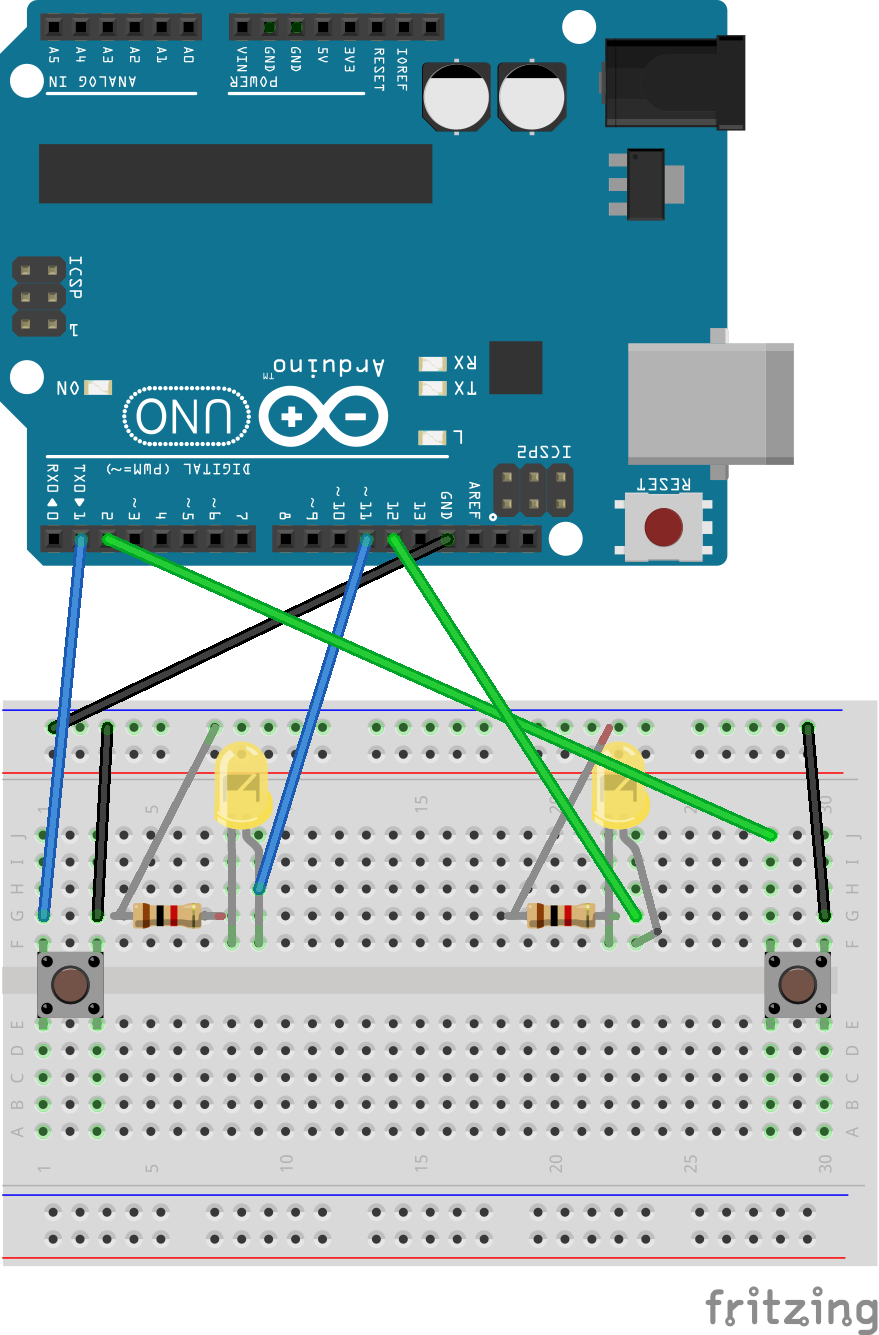 A5 A4 A3 A2 A1 A0 VIN GND GND 5V 3V3 RESET IOREF
ANALOG IN POWER
ICSP
1
Arduino
TM
RX
TX
ON
UNO
L
DIGITAL (PWM=~)
ICSP2
RESET
RX0 ◀ 0 TX0 ▶ 1 2 ~3 4 ~5 ~6 7 8 ~9 ~10 ~11 12 13 GND AREF
1 5 15 20 30
J J
I I
H H
G G
F F
E E
D D
C C
B B
A A
1 5 10 15 20 25 30
fritzing